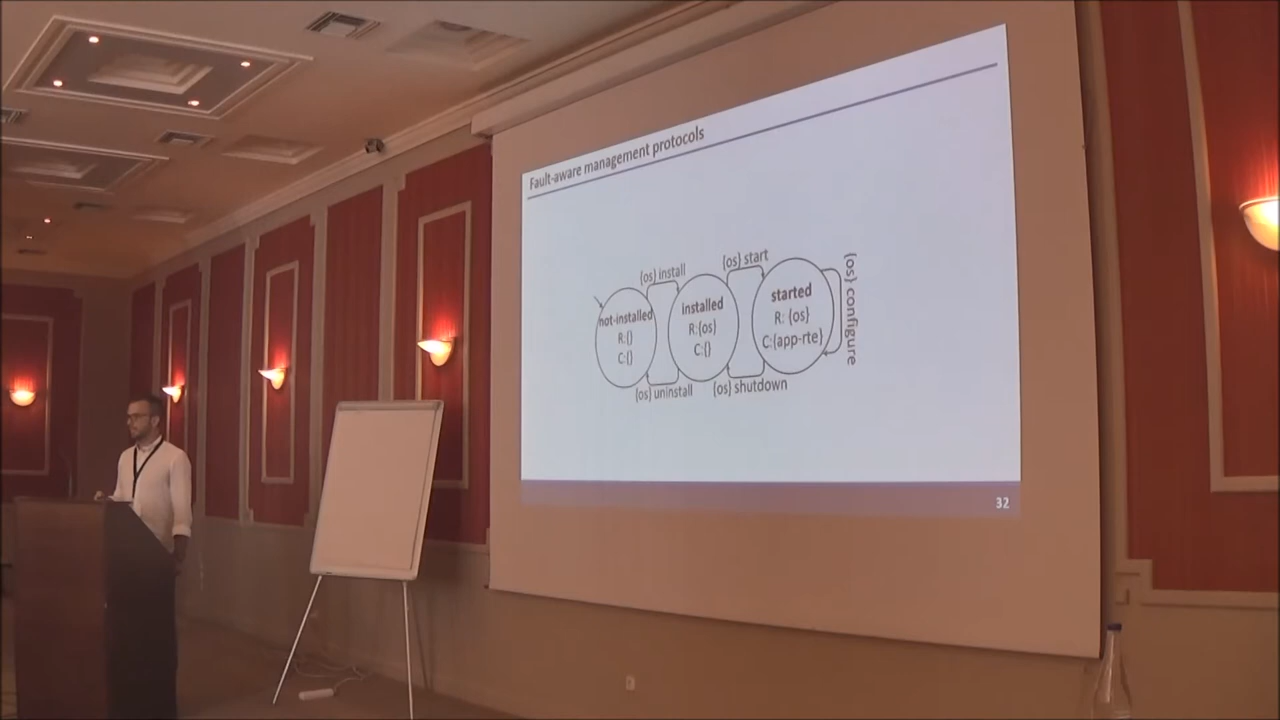 Fault-aware management protocols
{os} install
{os} start
not-installed
R:{}
C:{}
installed
R:{os}
C:{}
started
R: {os}
C:{app-rte}
{os} configure
{os} uninstall
{os} shutdown
32